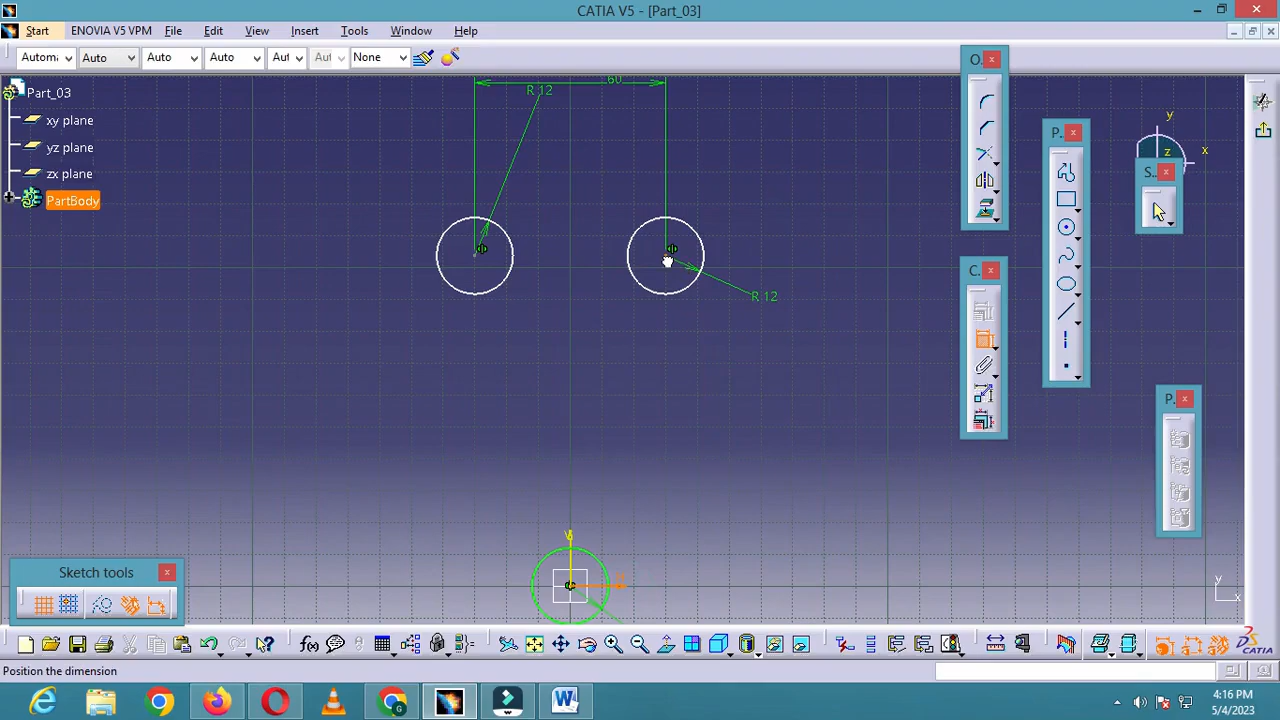 CATIA V5 - [Part_03]
Start ENOVIA V5 VPM File Edit View Insert Tools Window Help
Autom Auto Auto Auto Aut Aut None
Part_03
xy plane
yz plane
zx plane
PartBody
60
R 12
R 12
O..
P..
S..
C..
P..
y
x
z
Sketch tools
y
x
f(x)
CATIA
Position the dimension
W
4:16 PM
5/4/2023